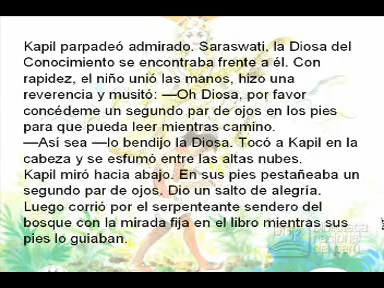 Kapil parpadeó admirado. Saraswati, la Diosa del
Conocimiento se encontraba frente a él. Con
rapidez, el niño unió las manos, hizo una
reverencia y musitó: —Oh Diosa, por favor
concédeme un segundo par de ojos en los pies
para que pueda leer mientras camino.
—Así sea —lo bendijo la Diosa. Tocó a Kapil en la
cabeza y se esfumó entre las altas nubes.
Kapil miró hacia abajo. En sus pies pestañeaba un
segundo par de ojos. Dio un salto de alegría.
Luego corrió por el serpenteante sendero del
bosque con la mirada fija en el libro mientras sus
pies lo guiaban.